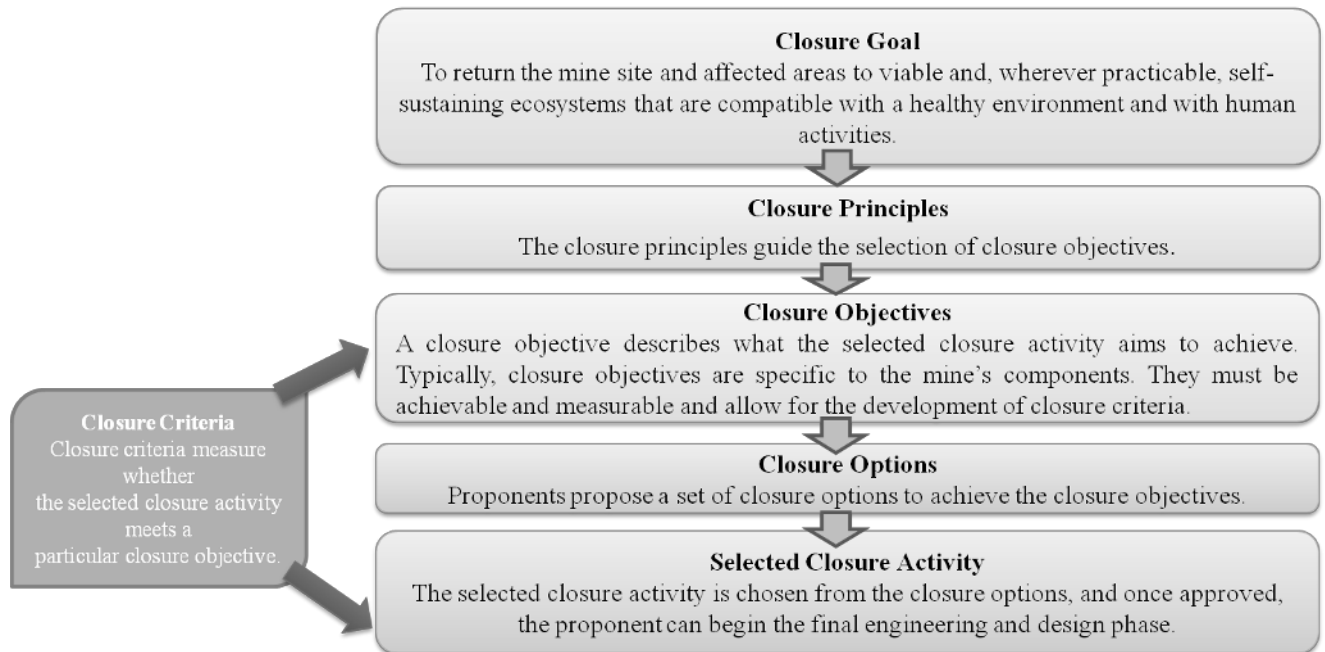 Closure Goal
To return the mine site and affected areas to viable and, wherever practicable, self-
sustaining ecosystems that are compatible with a healthy environment and with human
activities.
Closure Principles
The closure principles guide the selection of closure objectives.
Closure Objectives
A closure objective describes what the selected closure activity aims to achieve.
Typically, closure objectives are specific to the mine's components. They must be
achievable and measurable and allow for the development of closure criteria.
Closure Criteria
Closure criteria measure
whether
the selected closure activity
meets a
particular closure objective.
Closure Options
Proponents propose a set of closure options to achieve the closure objectives.
Selected Closure Activity
The selected closure activity is chosen from the closure options, and once approved,
the proponent can begin the final engineering and design phase.